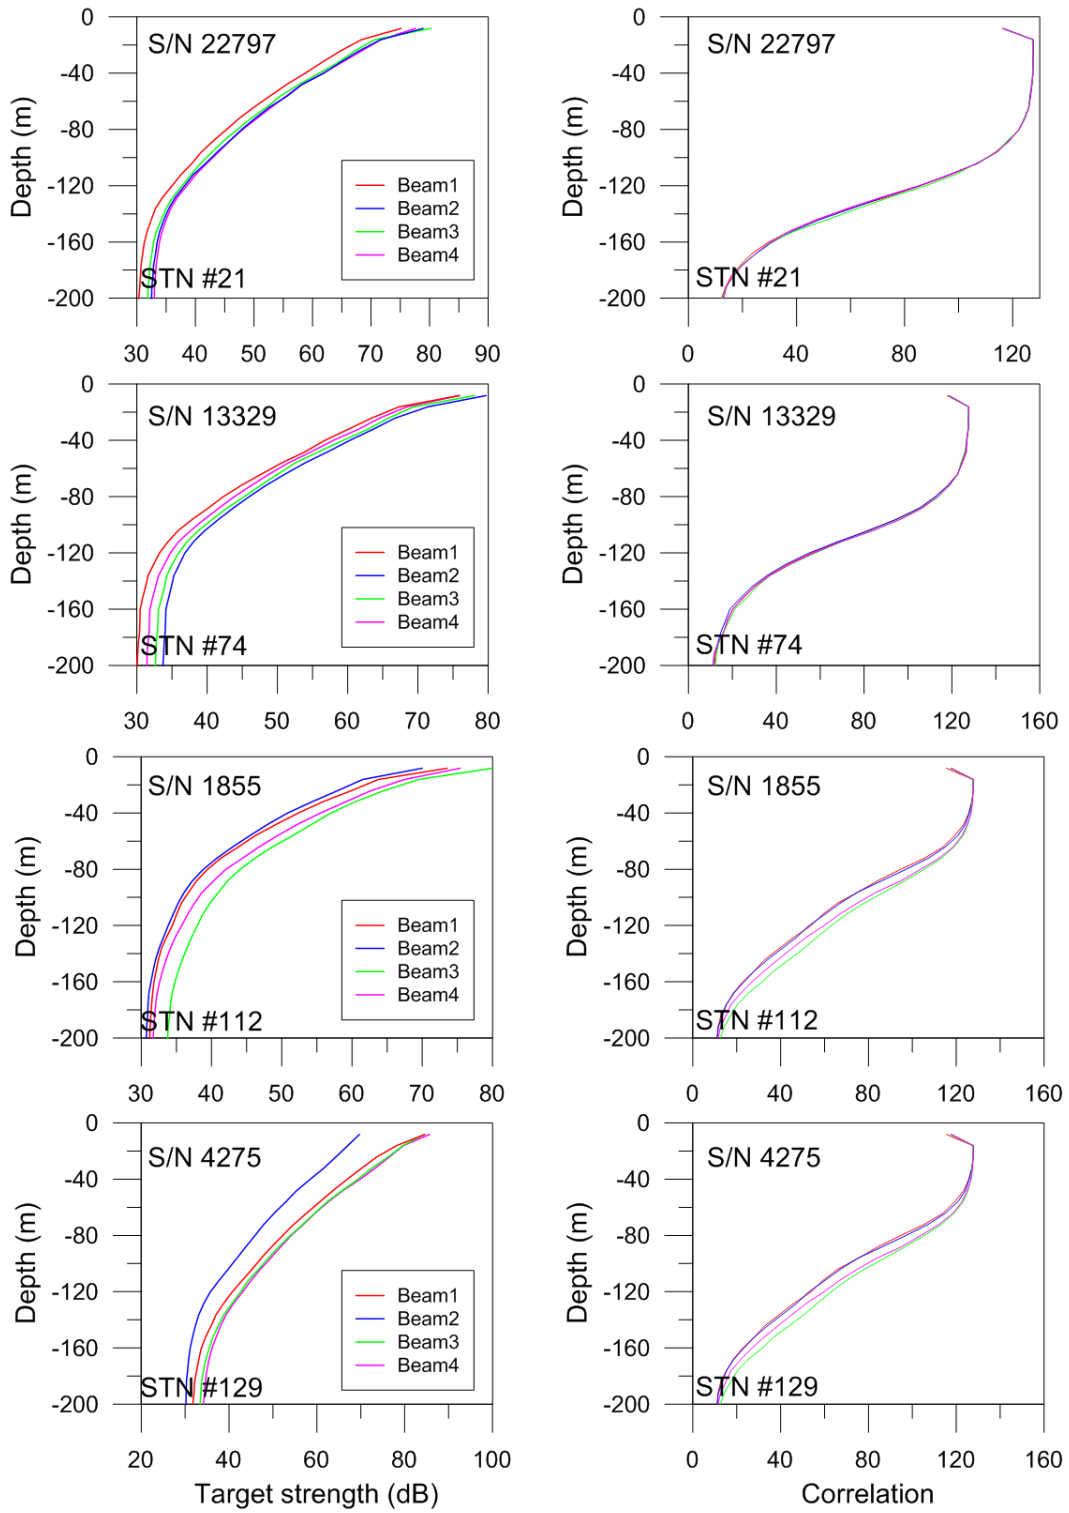 0
-40
-80
-120
-160
-200
Depth (m)
S/N 22797
Beam1
Beam2
Beam3
Beam4
STN #21
30 40 50 60 70 80 90
0
-40
-80
-120
-160
-200
Depth (m)
S/N 22797
STN #21
0 40 80 120
0
-40
-80
-120
-160
-200
Depth (m)
S/N 13329
Beam1
Beam2
Beam3
Beam4
STN #74
30 40 50 60 70 80
0
-40
-80
-120
-160
-200
Depth (m)
S/N 13329
STN #74
0 40 80 120 160
0
-40
-80
-120
-160
-200
Depth (m)
S/N 1855
Beam1
Beam2
Beam3
Beam4
STN #112
30 40 50 60 70 80
0
-40
-80
-120
-160
-200
Depth (m)
S/N 1855
STN #112
0 40 80 120 160
0
-40
-80
-120
-160
-200
Depth (m)
S/N 4275
Beam1
Beam2
Beam3
Beam4
STN #129
20 40 60 80 100
Target strength (dB)
0
-40
-80
-120
-160
-200
Depth (m)
S/N 4275
STN #129
0 40 80 120 160
Correlation